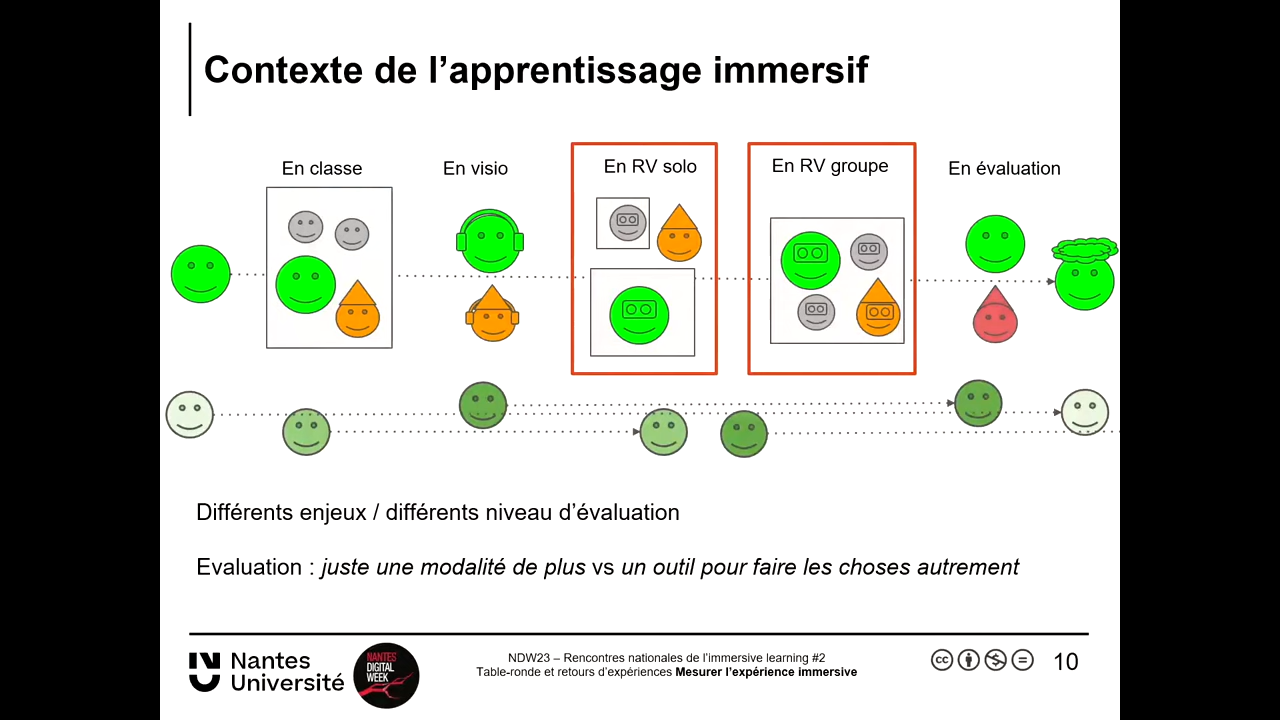 Contexte de l’apprentissage immersif
En classe
En visio
En RV solo
En RV groupe
En évaluation
Différents enjeux / différents niveau d’évaluation
Evaluation : juste une modalité de plus vs un outil pour faire les choses autrement
Nantes
Université
NANTES
DIGITAL
WEEK
NDW23 – Rencontres nationales de l’immersive learning #2
Table-ronde et retours d’expériences Mesurer l’expérience immersive
cc
10